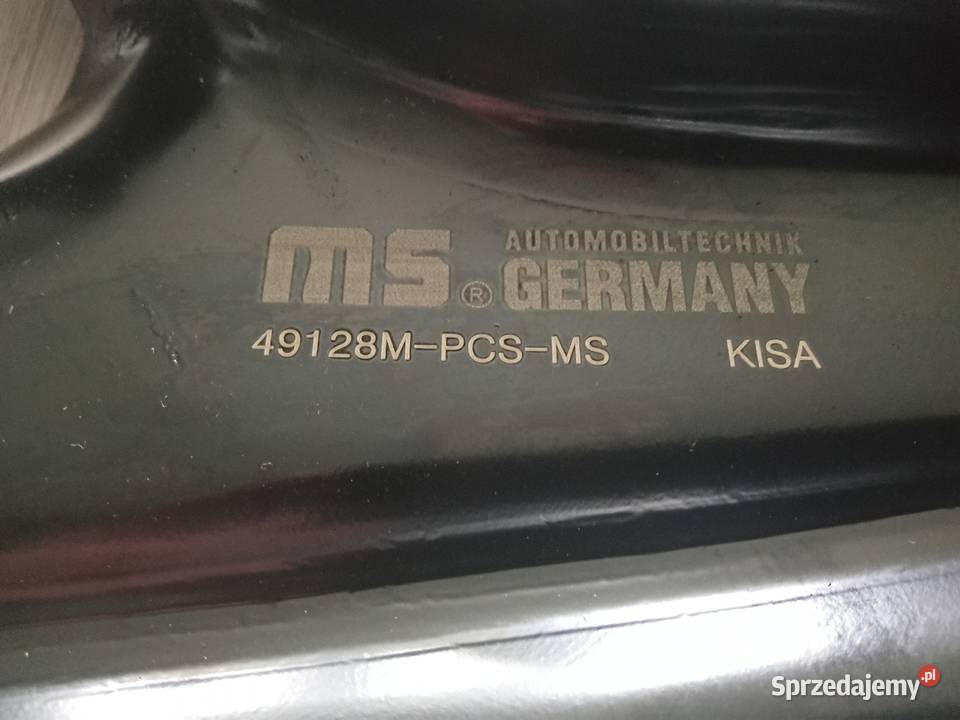 ms® AUTOMOBILTECHNIK
GERMANY
49128M-PCS-MS KISA
Sprzedajemy.pl